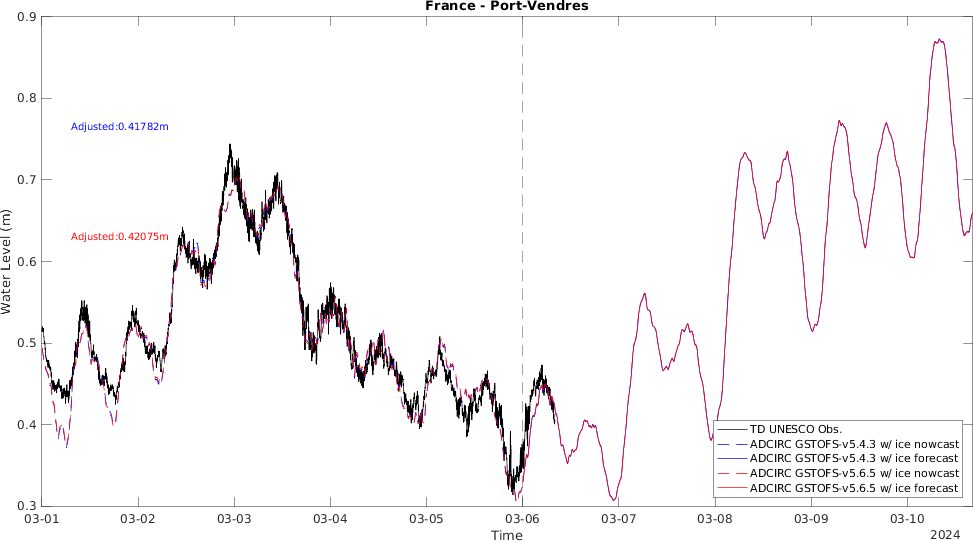 France - Port-Vendres
0.9
0.8
0.7
0.6
0.5
0.4
0.3
Water Level (m)
Adjusted:0.41782m
Adjusted:0.42075m
TD UNESCO Obs.
ADCIRC GSTOFS-v5.4.3 w/ ice nowcast
ADCIRC GSTOFS-v5.4.3 w/ ice forecast
ADCIRC GSTOFS-v5.6.5 w/ ice nowcast
ADCIRC GSTOFS-v5.6.5 w/ ice forecast
03-01 03-02 03-03 03-04 03-05 03-06 03-07 03-08 03-09 03-10
Time
2024